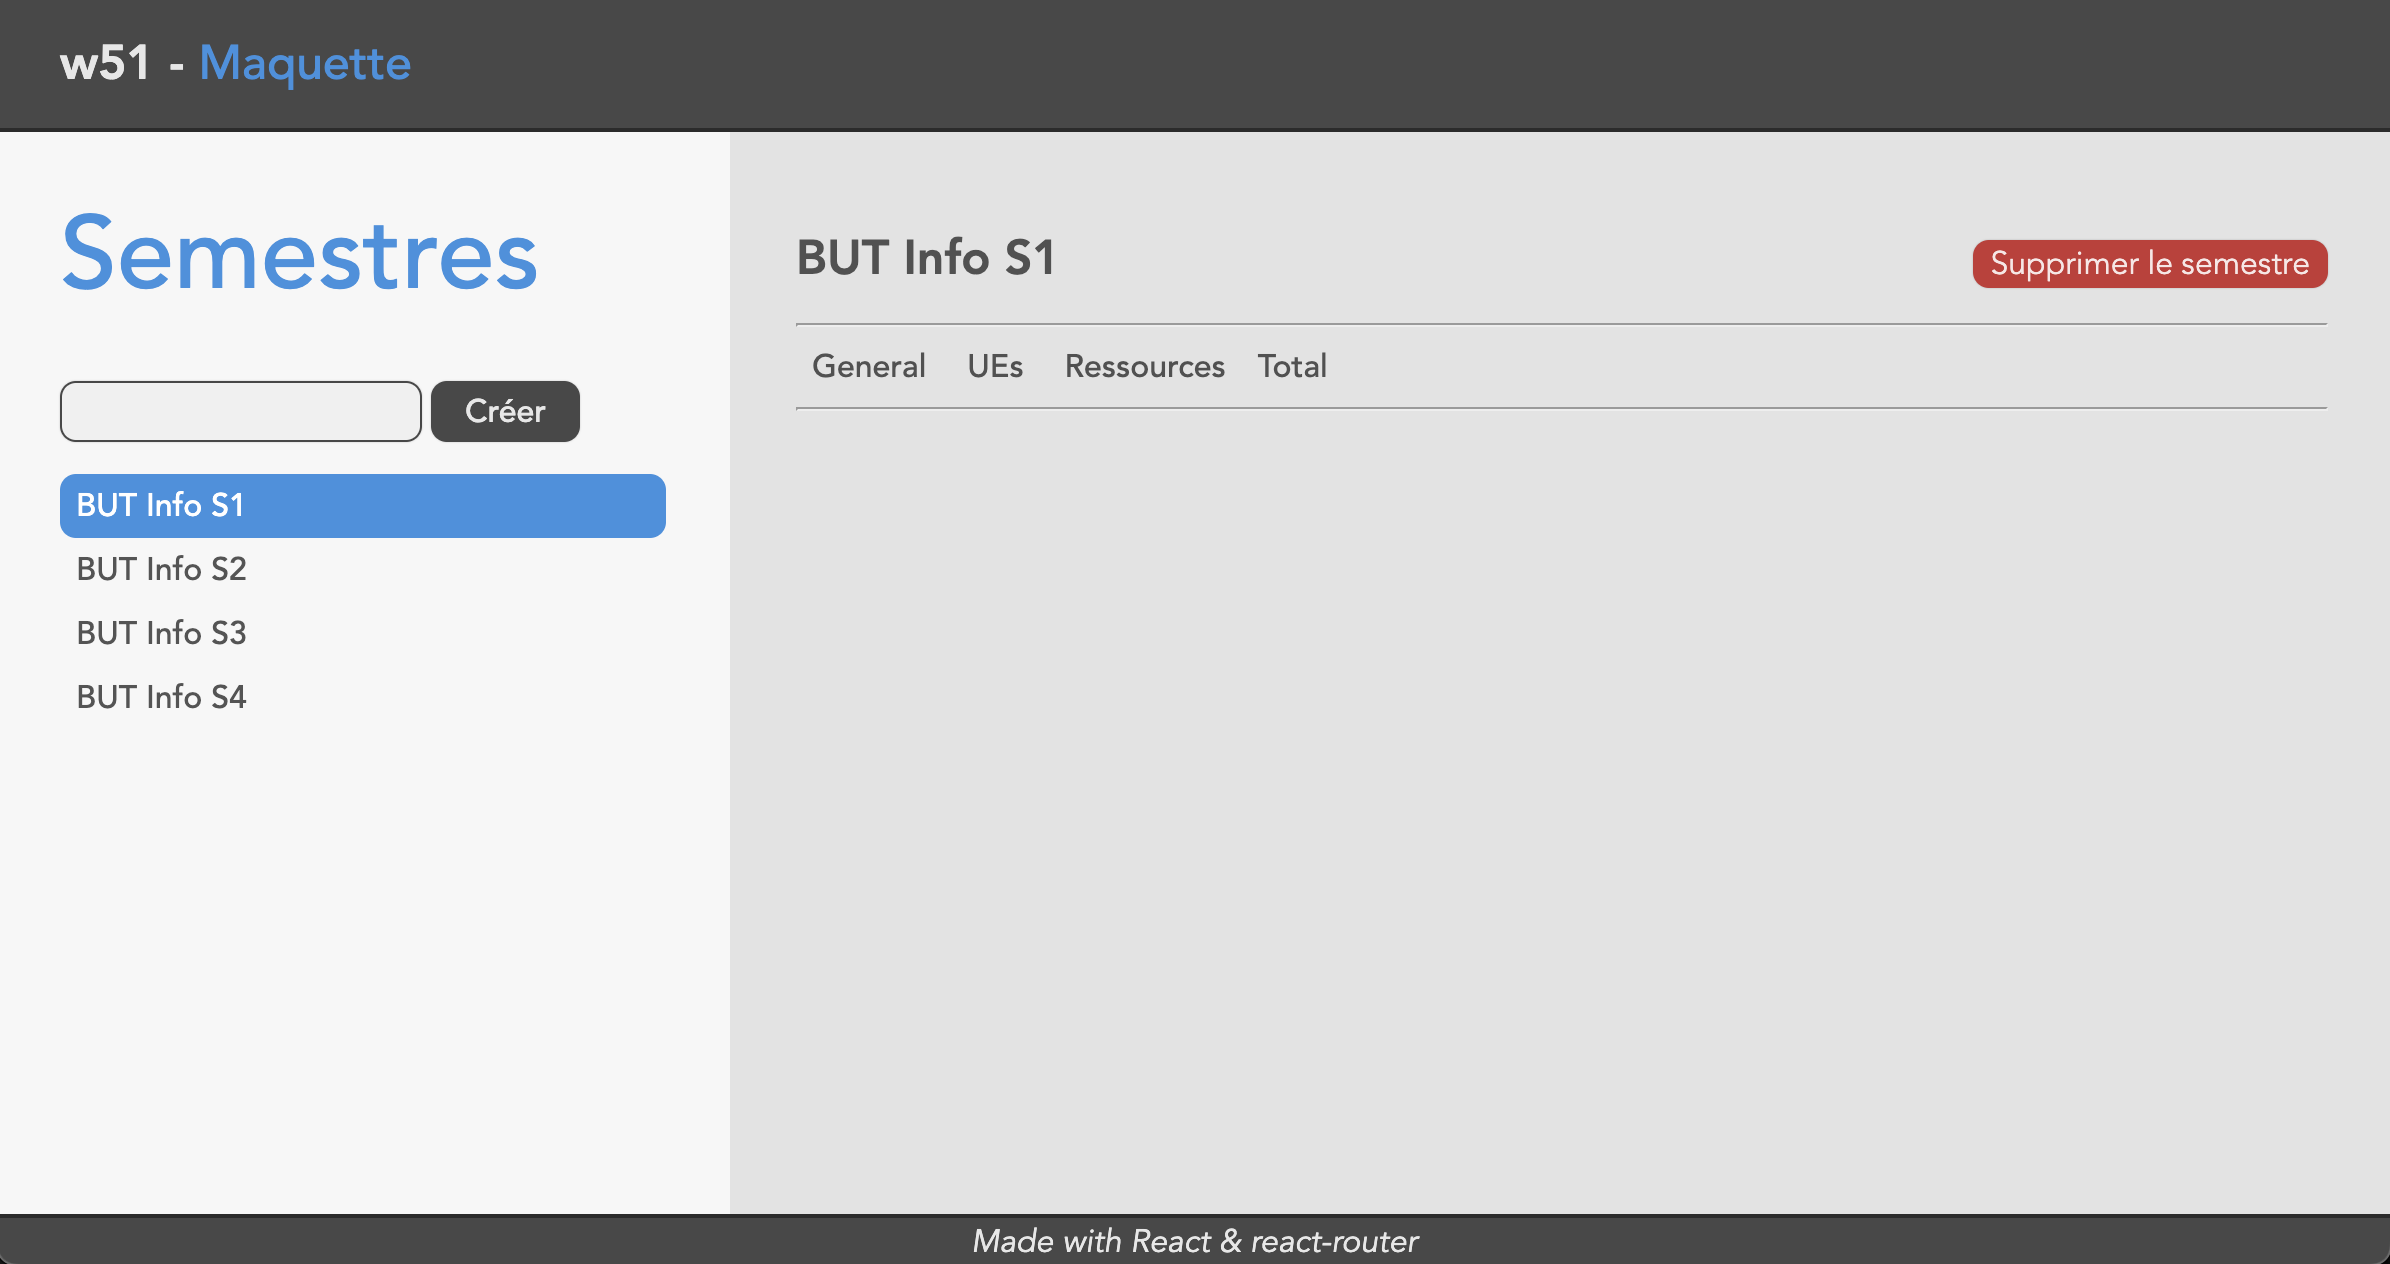 w51 - Maquette
Semestres
Créer
BUT Info S1
BUT Info S2
BUT Info S3
BUT Info S4
BUT Info S1
Supprimer le semestre
General UEs Ressources Total
Made with React & react-router